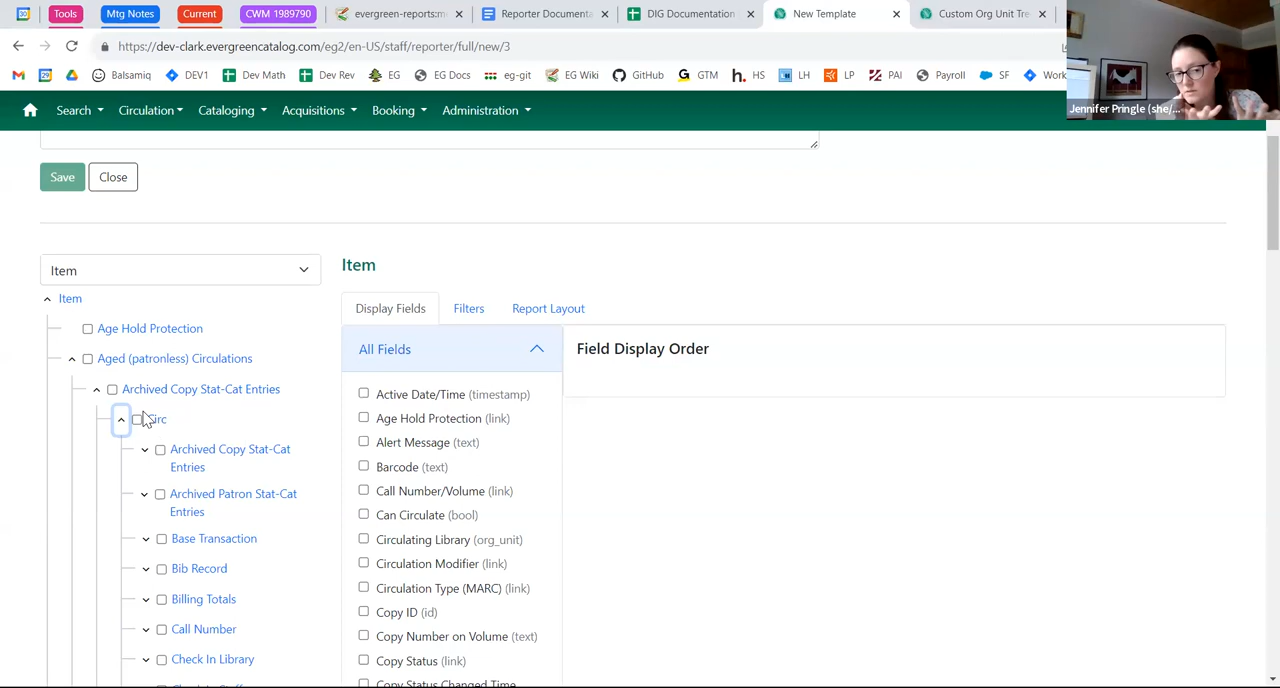 Tools
Mtg Notes
Current
CWM 1989790
evergreen-reports:m
Reporter Documenta
DIG Documentation
New Template
Custom Org Unit Tre
https://dev-clark.evergreencatalog.com/eg2/en-US/staff/reporter/full/new/3
Balsamiq
DEV1
Dev Math
Dev Rev
EG
EG Docs
eg-git
EG Wiki
GitHub
GTM
HS
LH
LP
PAI
Payroll
SF
Work
Jennifer Pringle (she/...
Search
Circulation
Cataloging
Acquisitions
Booking
Administration
Save
Close
Item
Item
Age Hold Protection
Aged (patronless) Circulations
Archived Copy Stat-Cat Entries
Archived Copy Stat-Cat
Entries
Archived Patron Stat-Cat
Entries
Base Transaction
Bib Record
Billing Totals
Call Number
Check In Library
Item
Display Fields
Filters
Report Layout
All Fields
Field Display Order
Active Date/Time (timestamp)
Age Hold Protection (link)
Alert Message (text)
Barcode (text)
Call Number/Volume (link)
Can Circulate (bool)
Circulating Library (org_unit)
Circulation Modifier (link)
Circulation Type (MARC) (link)
Copy ID (id)
Copy Number on Volume (text)
Copy Status (link)
Copy Status Changed Time